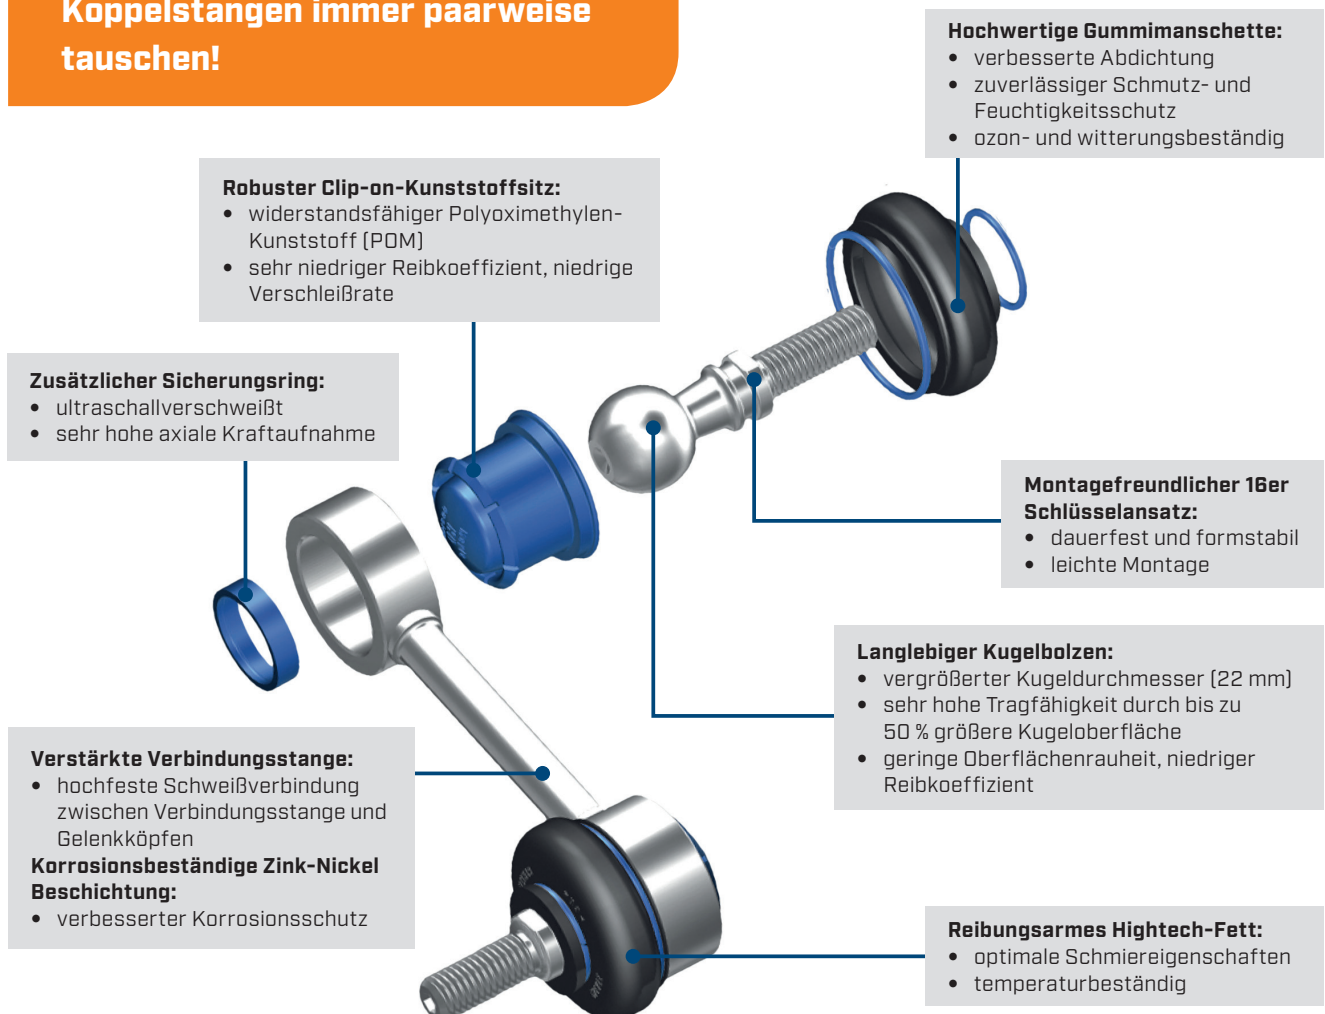 Koppelstangen immer paarweise
tauschen!
Hochwertige Gummimanschette:
• verbesserte Abdichtung
• zuverlässiger Schmutz- und
Feuchtigkeitsschutz
• ozon- und witterungsbeständig
Robuster Clip-on-Kunststoffsitz:
• widerstandsfähiger Polyoximethylen-
Kunststoff (POM)
• sehr niedriger Reibkoeffizient, niedrige
Verschleißrate
Zusätzlicher Sicherungsring:
• ultraschallverschweißt
• sehr hohe axiale Kraftaufnahme
Montagefreundlicher 16er
Schlüsselansatz:
• dauerfest und formstabil
• leichte Montage
Langlebiger Kugelbolzen:
• vergrößerter Kugeldurchmesser (22 mm)
• sehr hohe Tragfähigkeit durch bis zu
50 % größere Kugeloberfläche
• geringe Oberflächenrauheit, niedriger
Reibkoeffizient
Verstärkte Verbindungsstange:
• hochfeste Schweißverbindung
zwischen Verbindungsstange und
Gelenkköpfen
Korrosionsbeständige Zink-Nickel
Beschichtung:
• verbesserter Korrosionsschutz
Reibungsarmes Hightech-Fett:
• optimale Schmiereigenschaften
• temperaturbeständig